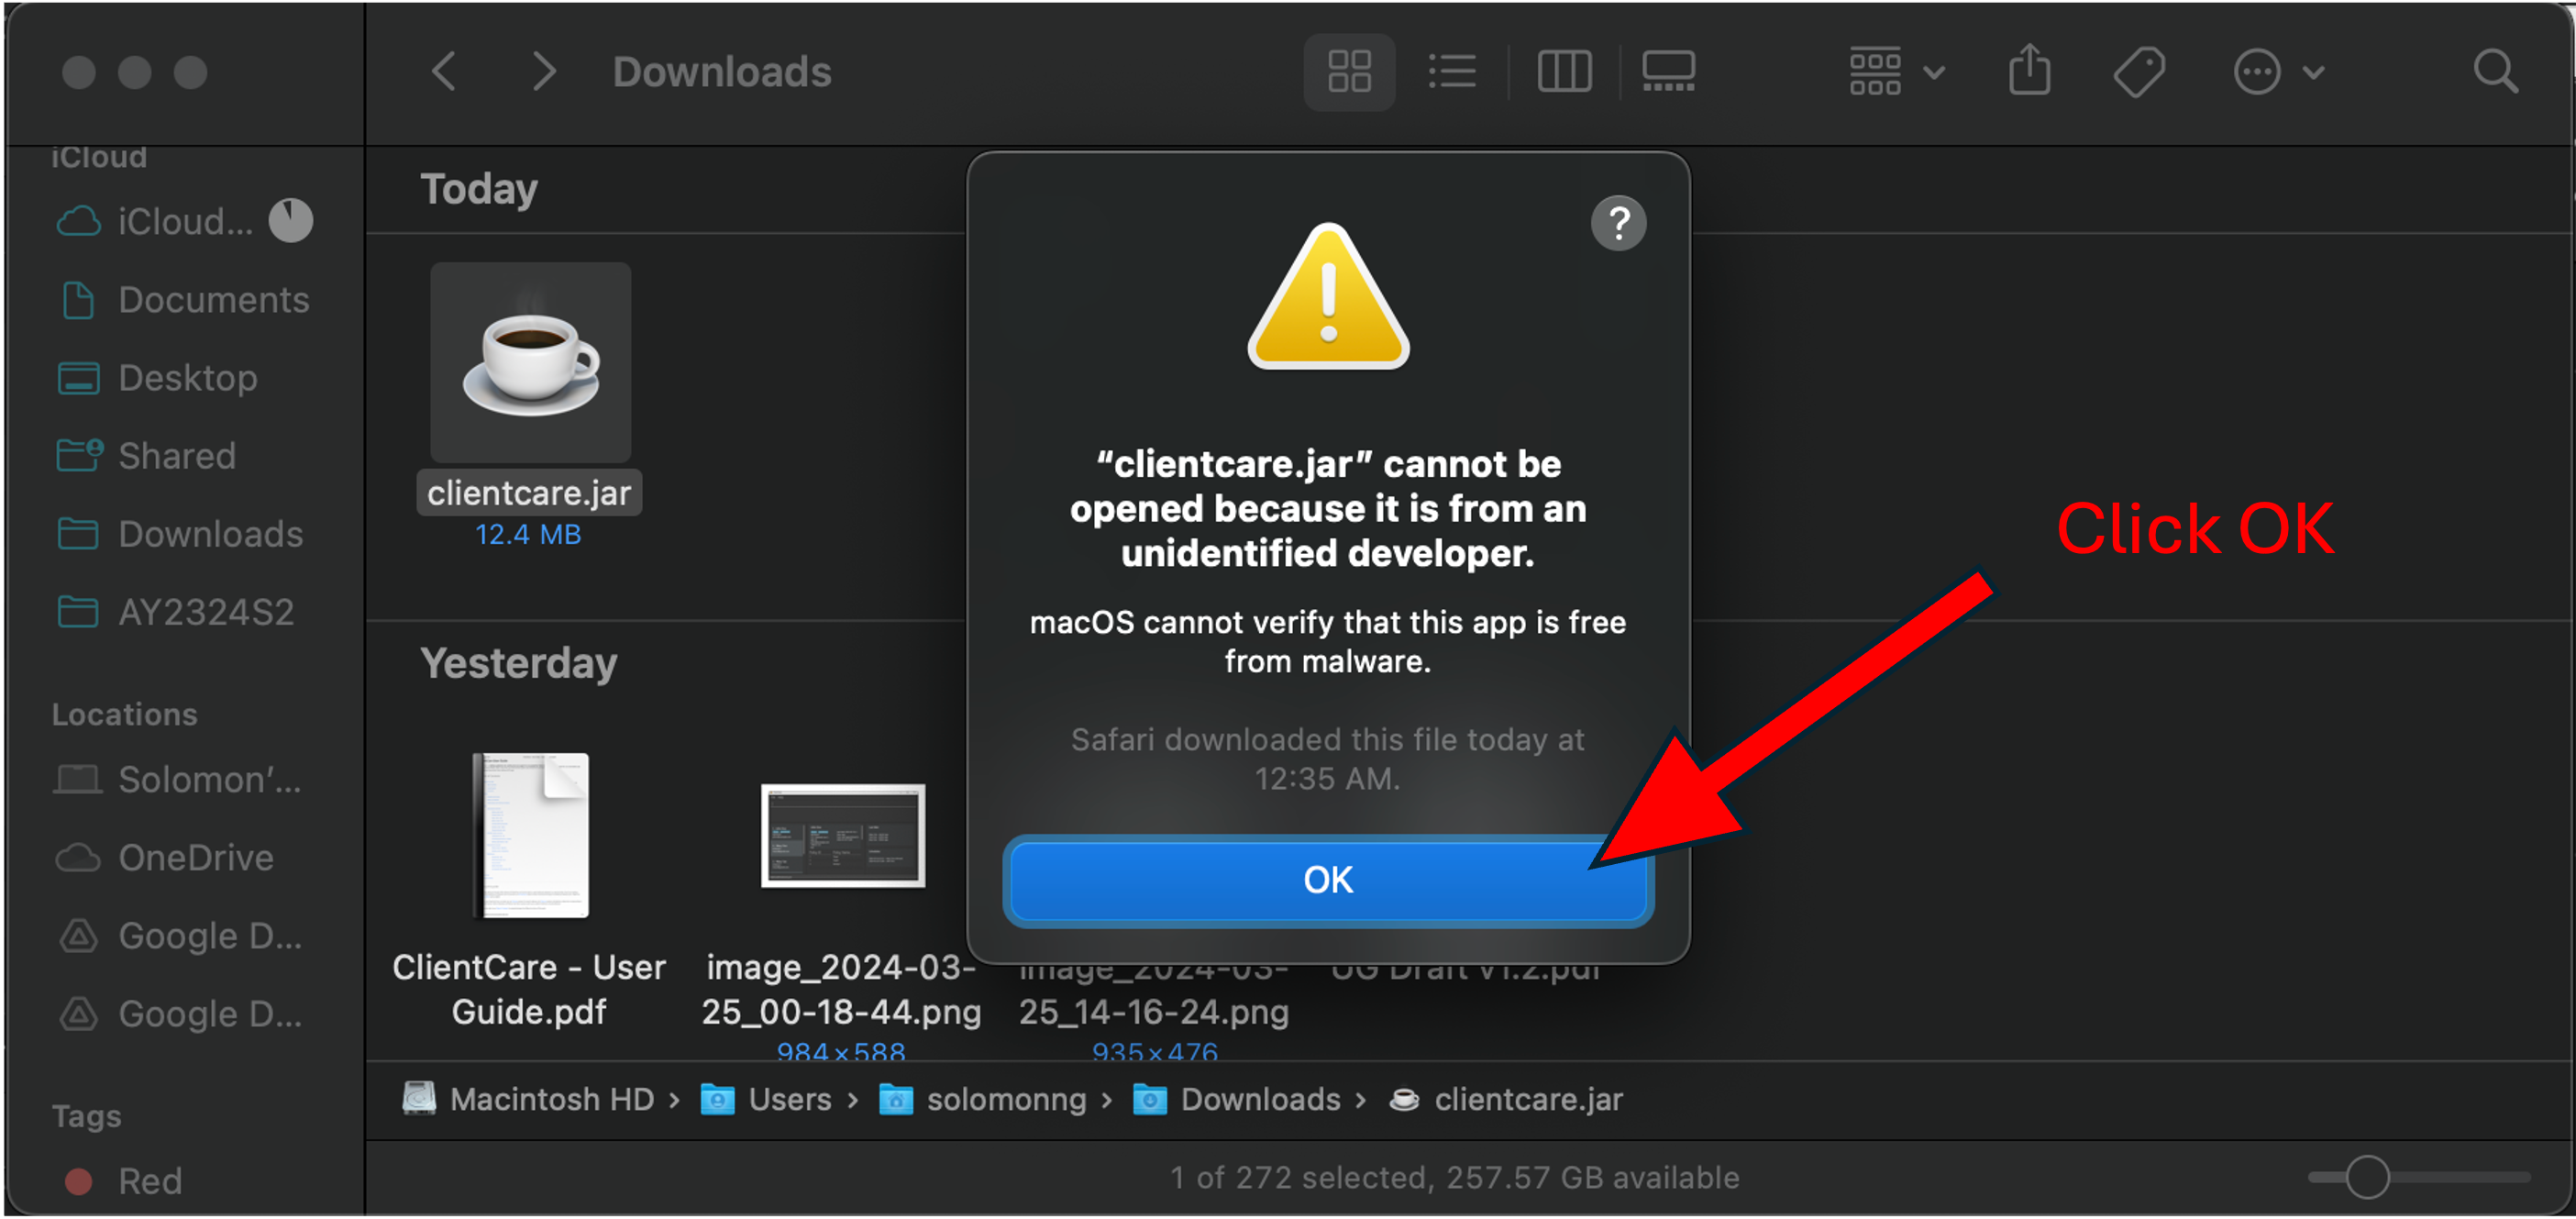 Downloads
iCloud
iCloud...
Documents
Desktop
Shared
Downloads
AY2324S2
Locations
Solomon’...
OneDrive
Google D...
Google D...
Tags
Red
Today
clientcare.jar
12.4 MB
Yesterday
ClientCare - User
Guide.pdf
image_2024-03-
25_00-18-44.png
984×588
image_2024-03-
25_14-16-24.png
935×476
UG Draft V1.2.pdf
?
“clientcare.jar” cannot be
opened because it is from an
unidentified developer.
macOS cannot verify that this app is free
from malware.
Safari downloaded this file today at
12:35 AM.
OK
Click OK
Macintosh HD › Users › solomonng › Downloads › clientcare.jar
1 of 272 selected, 257.57 GB available